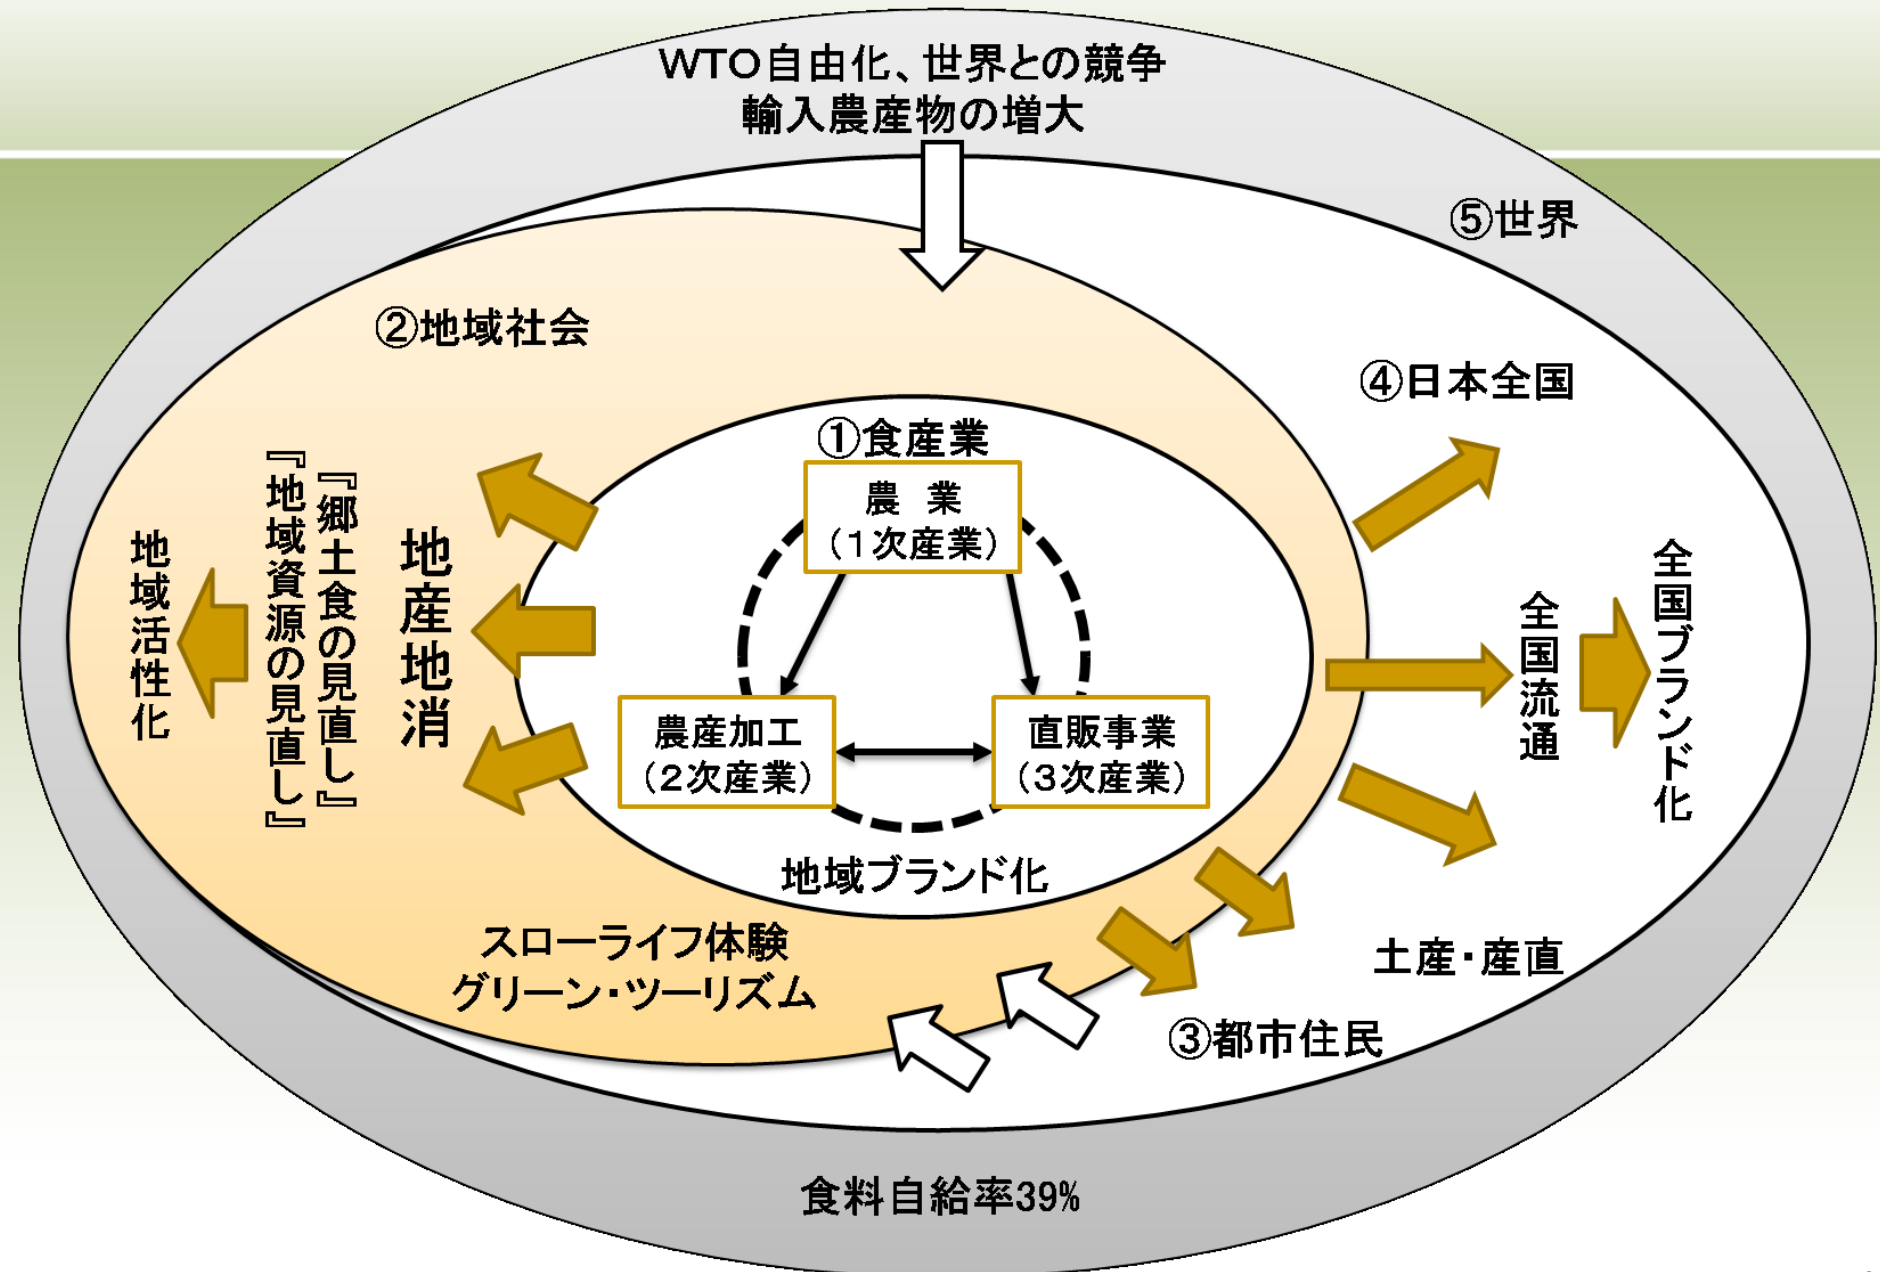 WTO自由化、世界との競争
輸入農産物の増大
⑤世界
②地域社会
④日本全国
①食産業
農　業
(1次産業)
農産加工
(2次産業)
直販事業
(3次産業)
地域ブランド化
地産地消
『郷土食の見直し』
『地域資源の見直し』
地域活性化
全国流通
全国ブランド化
スローライフ体験
グリーン・ツーリズム
土産・産直
③都市住民
食料自給率39%